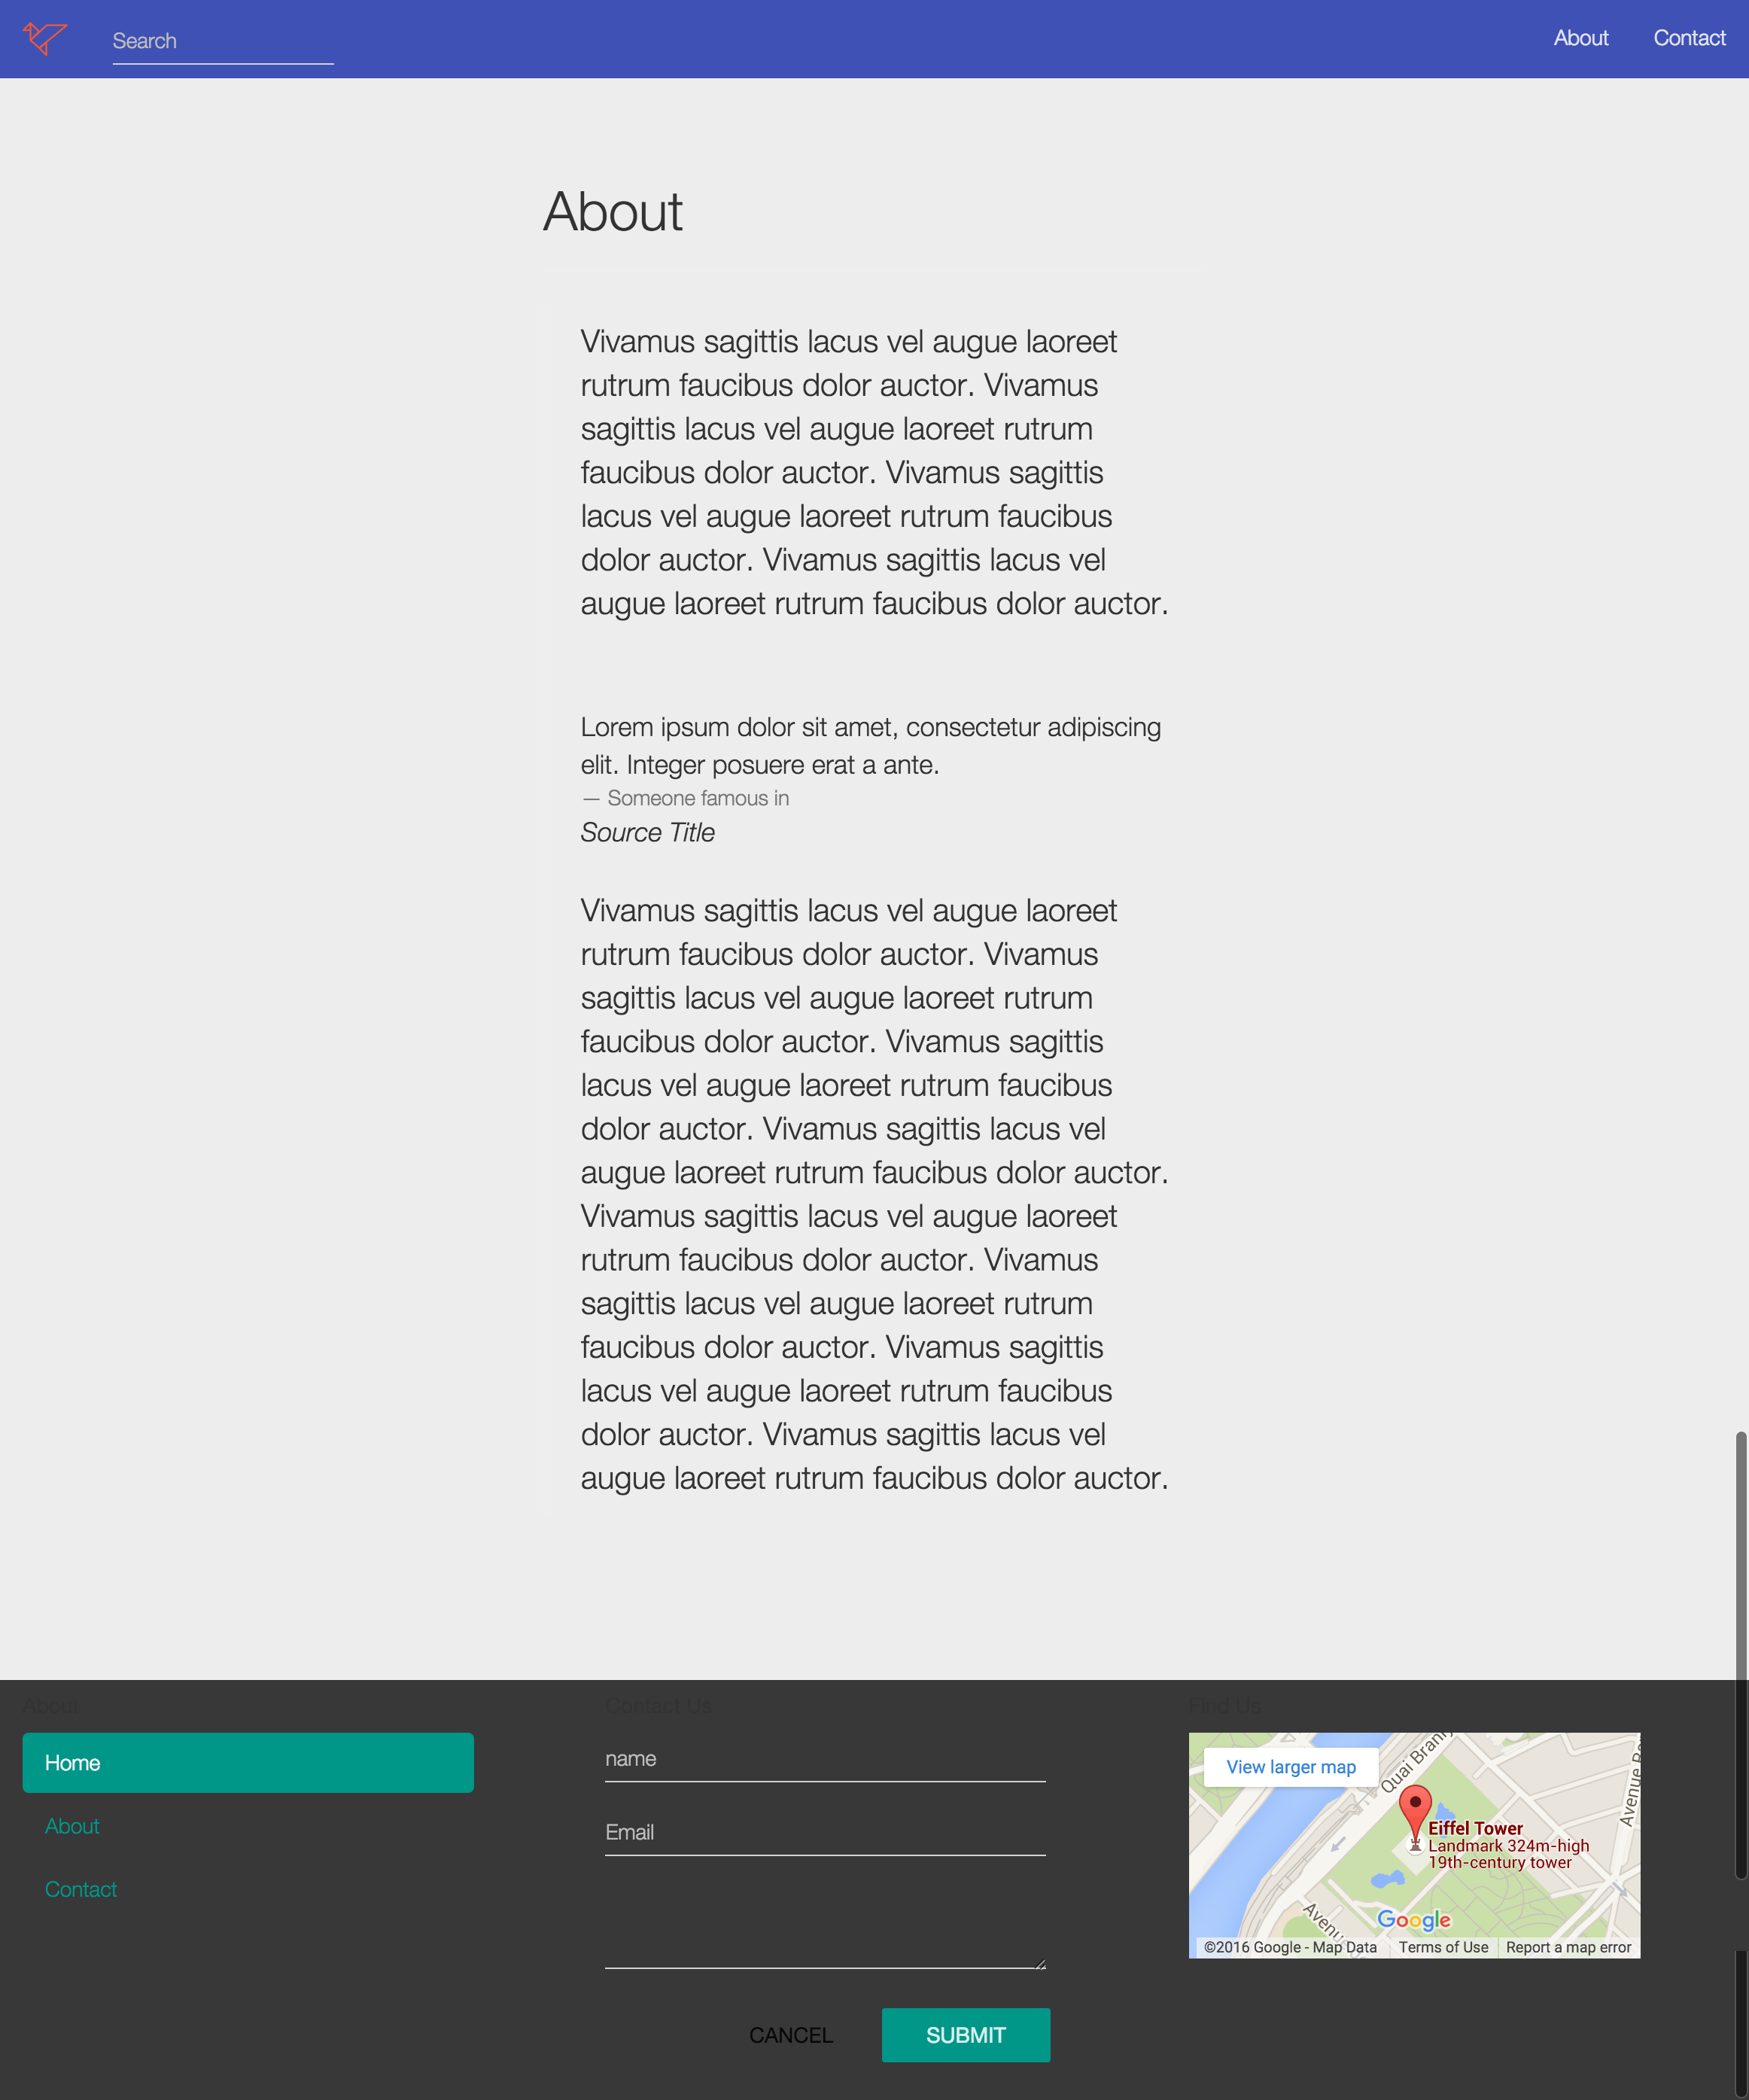 Search
About
Contact
About
Vivamus sagittis lacus vel augue laoreet
rutrum faucibus dolor auctor. Vivamus
sagittis lacus vel augue laoreet rutrum
faucibus dolor auctor. Vivamus sagittis
lacus vel augue laoreet rutrum faucibus
dolor auctor. Vivamus sagittis lacus vel
augue laoreet rutrum faucibus dolor auctor.
Lorem ipsum dolor sit amet, consectetur adipiscing
elit. Integer posuere erat a ante.
— Someone famous in
Source Title
Vivamus sagittis lacus vel augue laoreet
rutrum faucibus dolor auctor. Vivamus
sagittis lacus vel augue laoreet rutrum
faucibus dolor auctor. Vivamus sagittis
lacus vel augue laoreet rutrum faucibus
dolor auctor. Vivamus sagittis lacus vel
augue laoreet rutrum faucibus dolor auctor.
Vivamus sagittis lacus vel augue laoreet
rutrum faucibus dolor auctor. Vivamus
sagittis lacus vel augue laoreet rutrum
faucibus dolor auctor. Vivamus sagittis
lacus vel augue laoreet rutrum faucibus
dolor auctor. Vivamus sagittis lacus vel
augue laoreet rutrum faucibus dolor auctor.
About
Home
About
Contact
Contact Us
name
Email
CANCEL
SUBMIT
Find Us
View larger map
Quai Branly
Avenue
Eiffel Tower
Landmark 324m-high
19th-century tower
Avenue
Google
©2016 Google - Map Data
Terms of Use
Report a map error